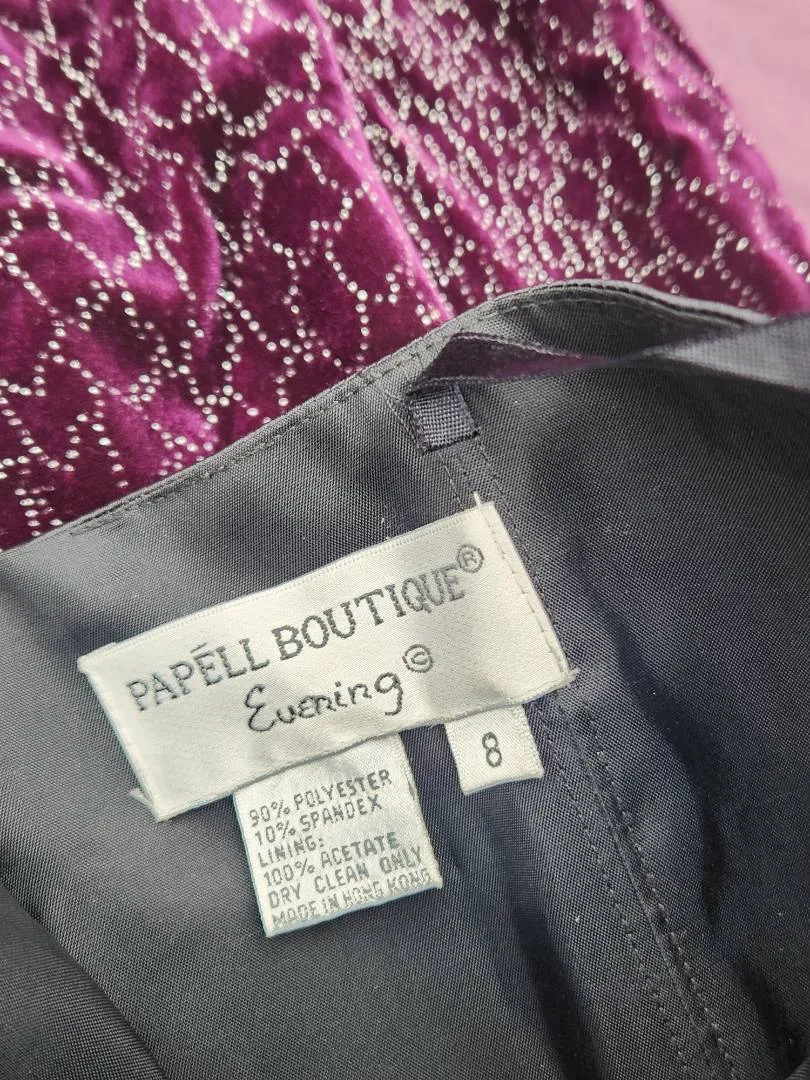 PAPÉLL BOUTIQUE®
Evening©
8
90% POLYESTER
10% SPANDEX
LINING:
100% ACETATE
DRY CLEAN ONLY
MADE IN HONG KONG